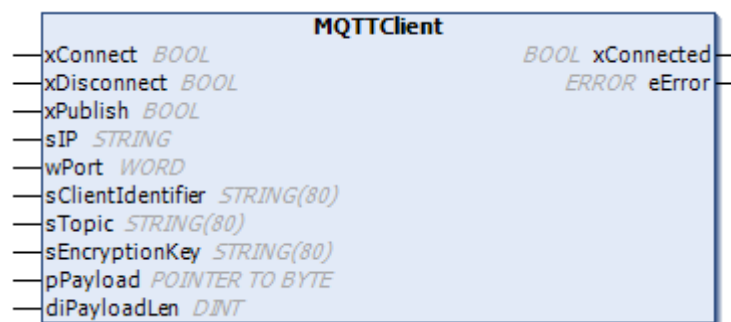 MQTTClient
xConnect BOOL BOOL xConnected
xDisconnect BOOL ERROR eError
xPublish BOOL
sIP STRING
wPort WORD
sClientIdentifier STRING(80)
sTopic STRING(80)
sEncryptionKey STRING(80)
pPayload POINTER TO BYTE
diPayloadLen DINT